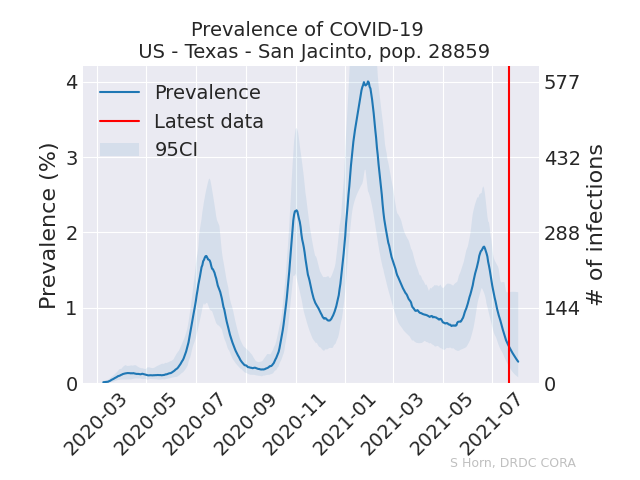 Prevalence of COVID-19
US - Texas - San Jacinto, pop. 28859
Prevalence
Latest data
95CI
Prevalence (%)
4
3
2
1
0
577
432
288
144
0
# of infections
2020-03
2020-05
2020-07
2020-09
2020-11
2021-01
2021-03
2021-05
2021-07
S Horn, DRDC CORA